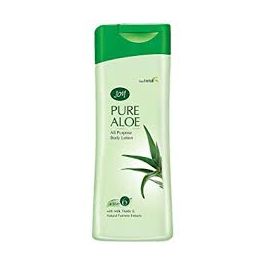 Joy
PURE
ALOE
All Purpose
Body Lotion
with Milk Protein &
Natural Fairness Extracts